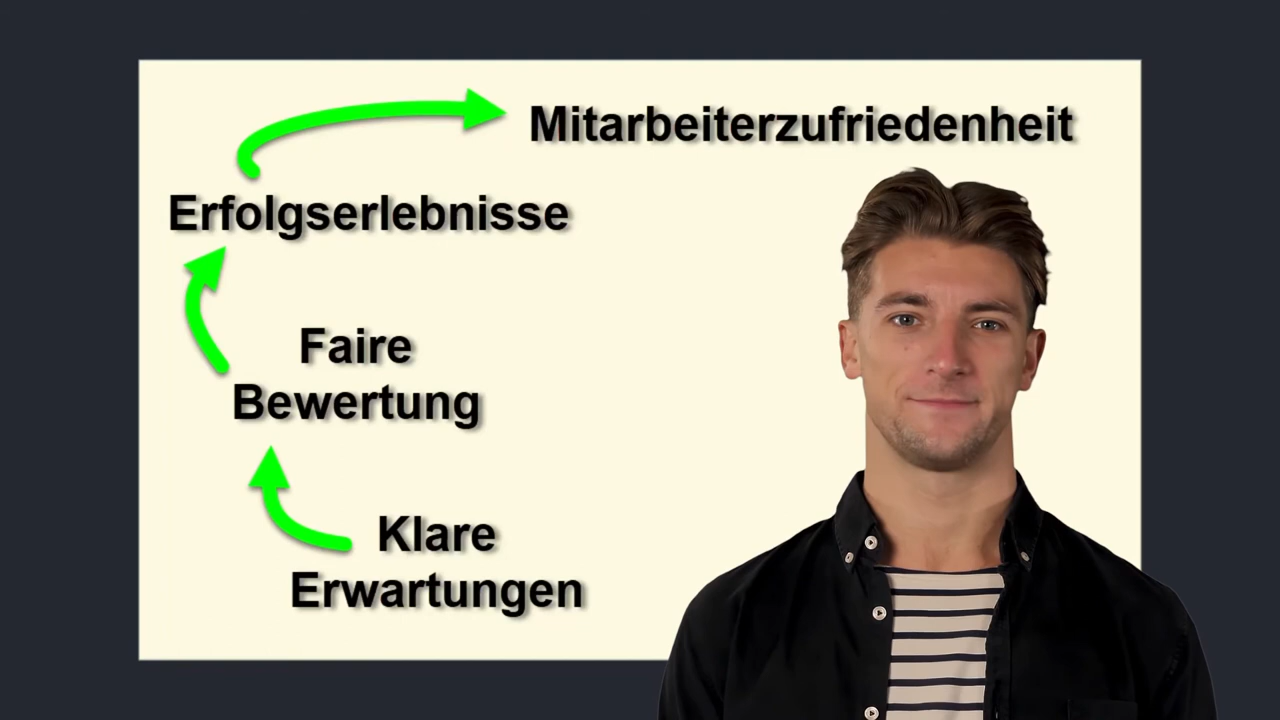 Mitarbeiterzufriedenheit
Erfolgserlebnisse
Faire
Bewertung
Klare
Erwartungen